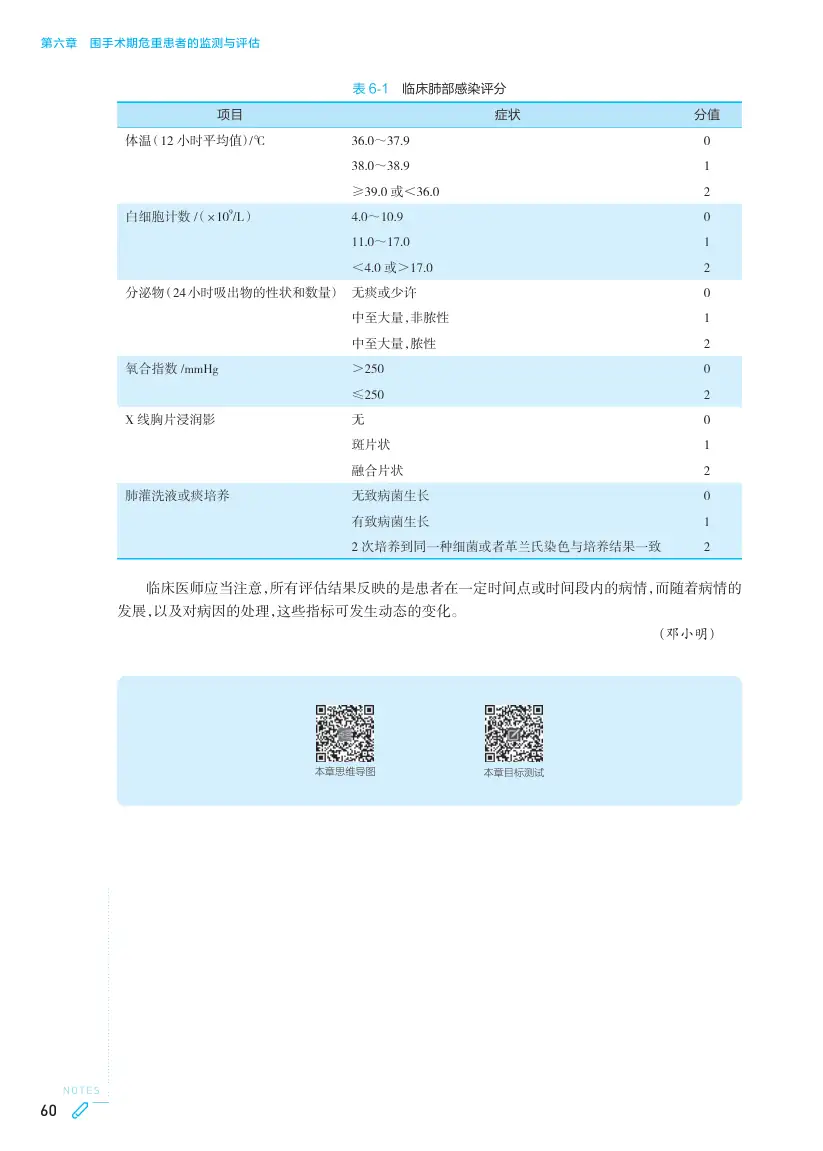 第六章 围手术期危重患者的监测与评估
表 6-1 临床肺部感染评分
项目 症状 分值
体温（12 小时平均值）/℃ 36.0～37.9 0
38.0～38.9 1
≥39.0 或＜36.0 2
白细胞计数 /（×10⁹/L） 4.0～10.9 0
11.0～17.0 1
＜4.0 或＞17.0 2
分泌物（24 小时吸出物的性状和数量） 无痰或少许 0
中至大量，非脓性 1
中至大量，脓性 2
氧合指数 /mmHg ＞250 0
≤250 2
X 线胸片浸润影 无 0
斑片状 1
融合片状 2
肺灌洗液或痰培养 无致病菌生长 0
有致病菌生长 1
2 次培养到同一种细菌或者革兰氏染色与培养结果一致 2
临床医师应当注意，所有评估结果反映的是患者在一定时间点或时间段内的病情，而随着病情的
发展，以及对病因的处理，这些指标可发生动态的变化。
（邓小明）
本章思维导图 本章目标测试
NOTES
60